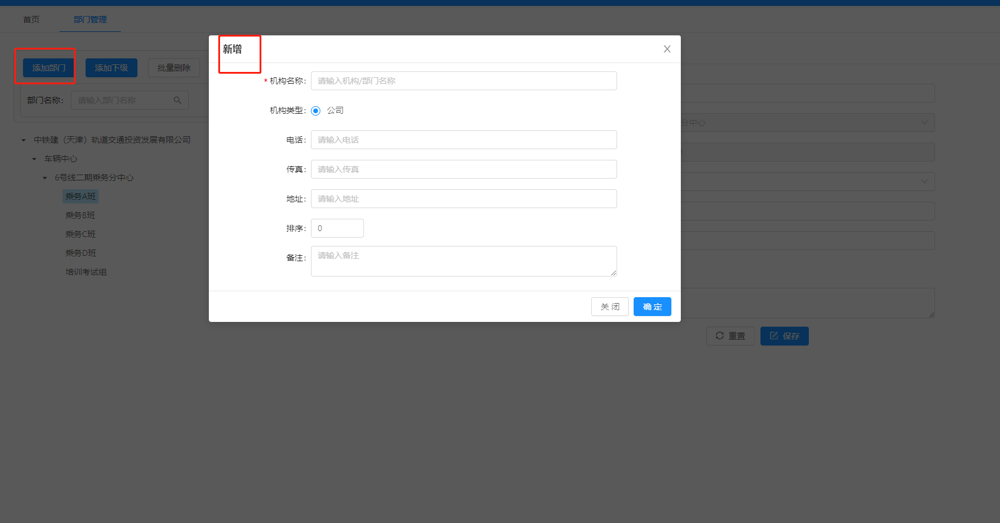 首页
部门管理
添加部门
添加下级
批量删除
部门名称：
请输入部门名称
中铁建（天津）轨道交通投资发展有限公司
车辆中心
6号线二期乘务分中心
乘务A班
乘务B班
乘务C班
乘务D班
培训考试组
新增
* 机构名称：
请输入机构/部门名称
机构类型：
公司
电话：
请输入电话
传真：
请输入传真
地址：
请输入地址
排序：
0
备注：
请输入备注
关 闭
确 定
分中心
重置
保存